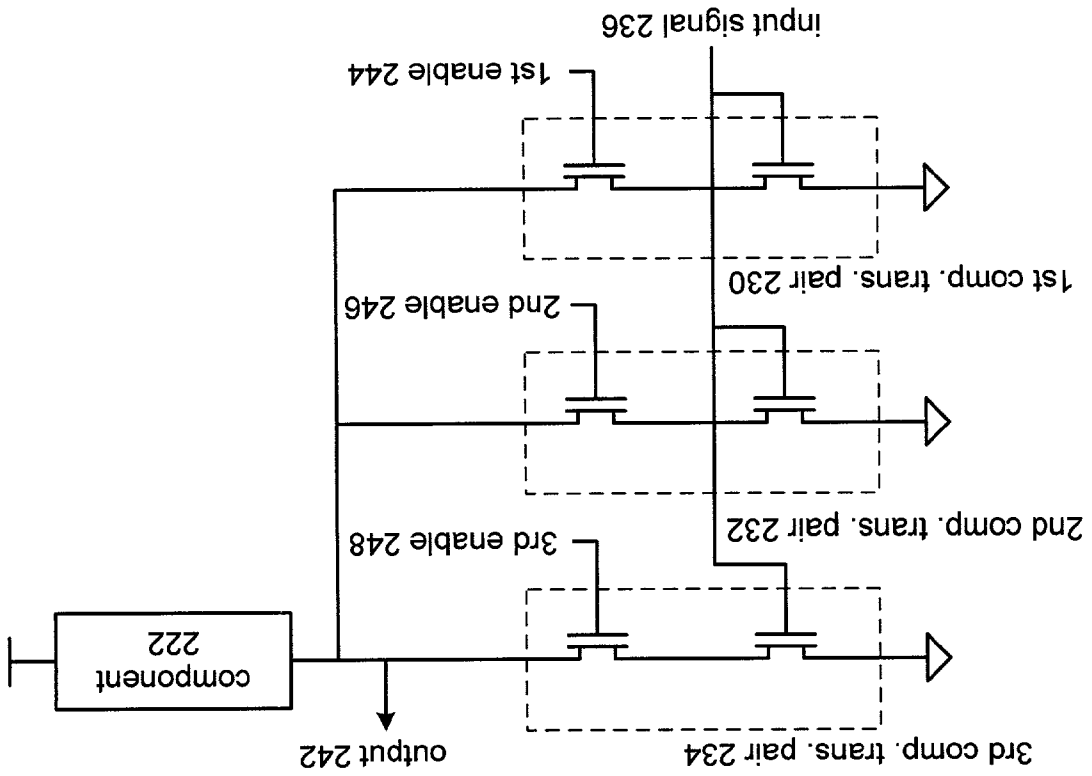 3rd comp. trans. pair 234
output 242
component
222
3rd enable 248
2nd comp. trans. pair 232
2nd enable 246
1st comp. trans. pair 230
1st enable 244
input signal 236